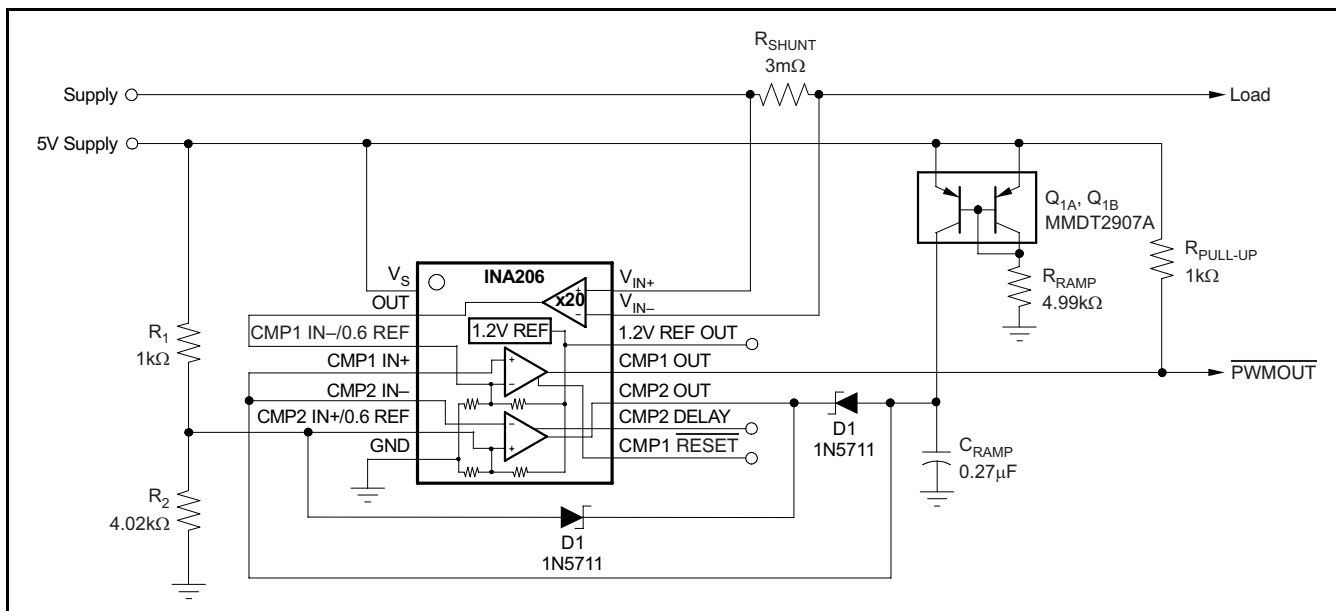 R_SHUNT
3mΩ
Supply
Load
5V Supply
Q_1A, Q_1B
MMDT2907A
R_PULL-UP
1kΩ
R_RAMP
4.99kΩ
V_S
INA206
V_IN+
OUT
x20
V_IN–
CMP1 IN–/0.6 REF
1.2V REF
1.2V REF OUT
R_1
1kΩ
CMP1 IN+
CMP1 OUT
PWMOUT
CMP2 IN–
CMP2 OUT
CMP2 IN+/0.6 REF
CMP2 DELAY
GND
CMP1 RESET
D1
1N5711
C_RAMP
0.27μF
R_2
4.02kΩ
D1
1N5711